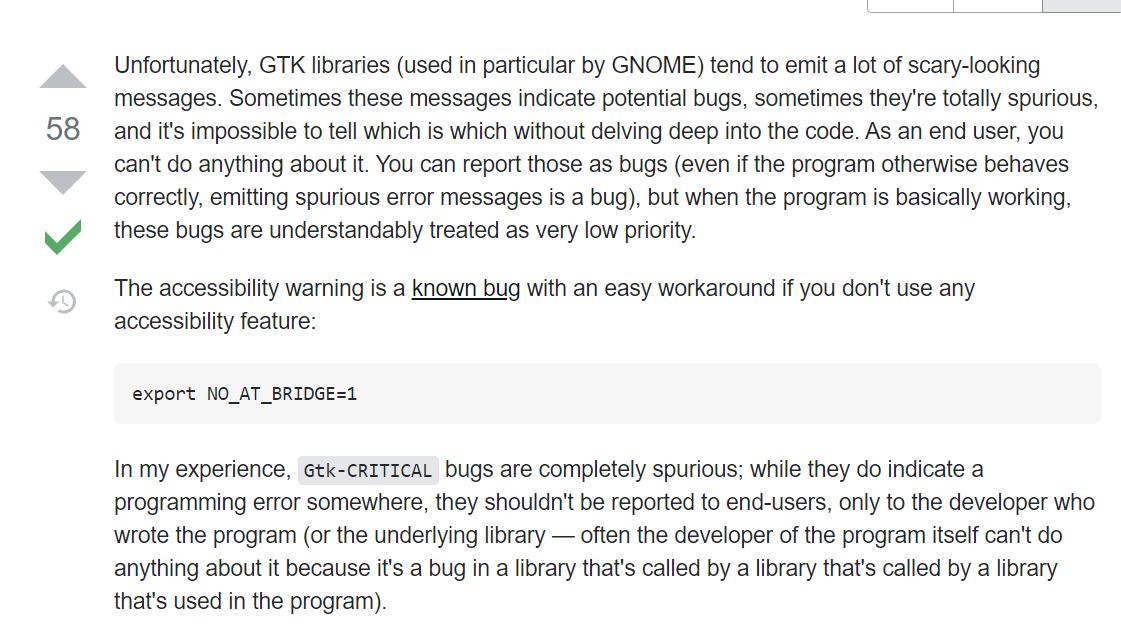 Unfortunately, GTK libraries (used in particular by GNOME) tend to emit a lot of scary-looking
messages. Sometimes these messages indicate potential bugs, sometimes they're totally spurious,
58
and it's impossible to tell which is which without delving deep into the code. As an end user, you
can't do anything about it. You can report those as bugs (even if the program otherwise behaves
correctly, emitting spurious error messages is a bug), but when the program is basically working,
these bugs are understandably treated as very low priority.
The accessibility warning is a known bug with an easy workaround if you don't use any
accessibility feature:
export NO_AT_BRIDGE=1
In my experience, Gtk-CRITICAL bugs are completely spurious; while they do indicate a
programming error somewhere, they shouldn't be reported to end-users, only to the developer who
wrote the program (or the underlying library — often the developer of the program itself can't do
anything about it because it's a bug in a library that's called by a library that's called by a library
that's used in the program).